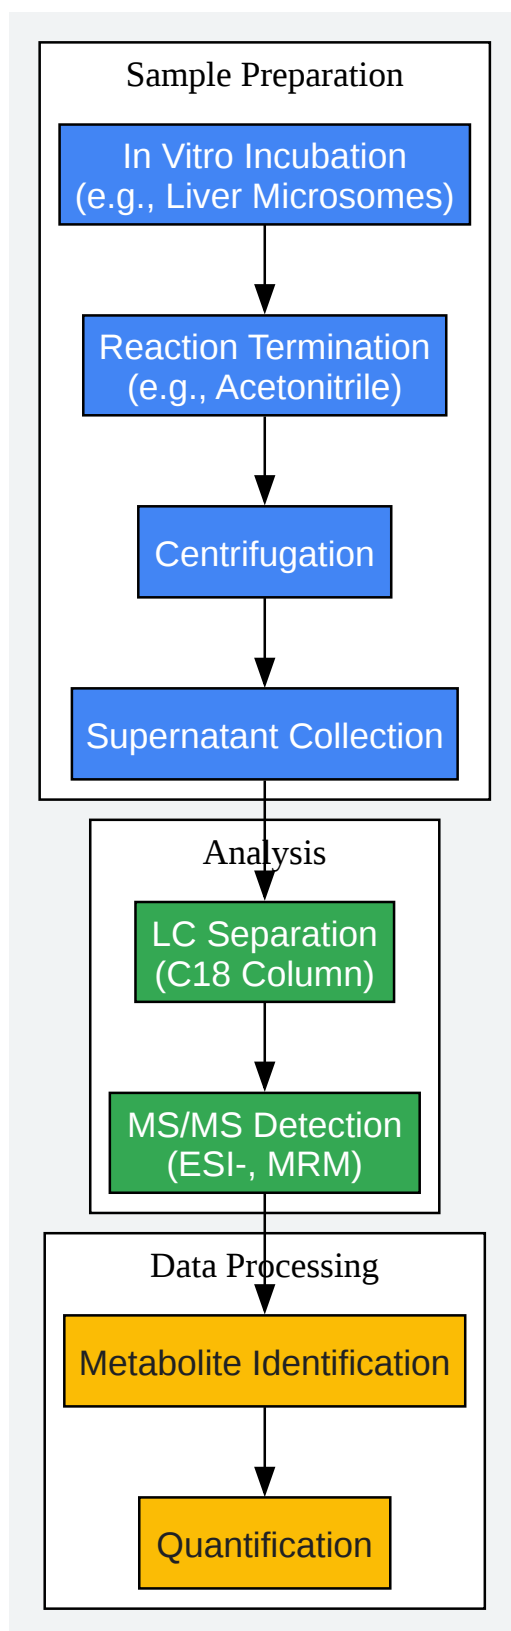 Sample Preparation
In Vitro Incubation
(e.g., Liver Microsomes)
Reaction Termination
(e.g., Acetonitrile)
Centrifugation
Supernatant Collection
Analysis
LC Separation
(C18 Column)
MS/MS Detection
(ESI-, MRM)
Data Processing
Metabolite Identification
Quantification